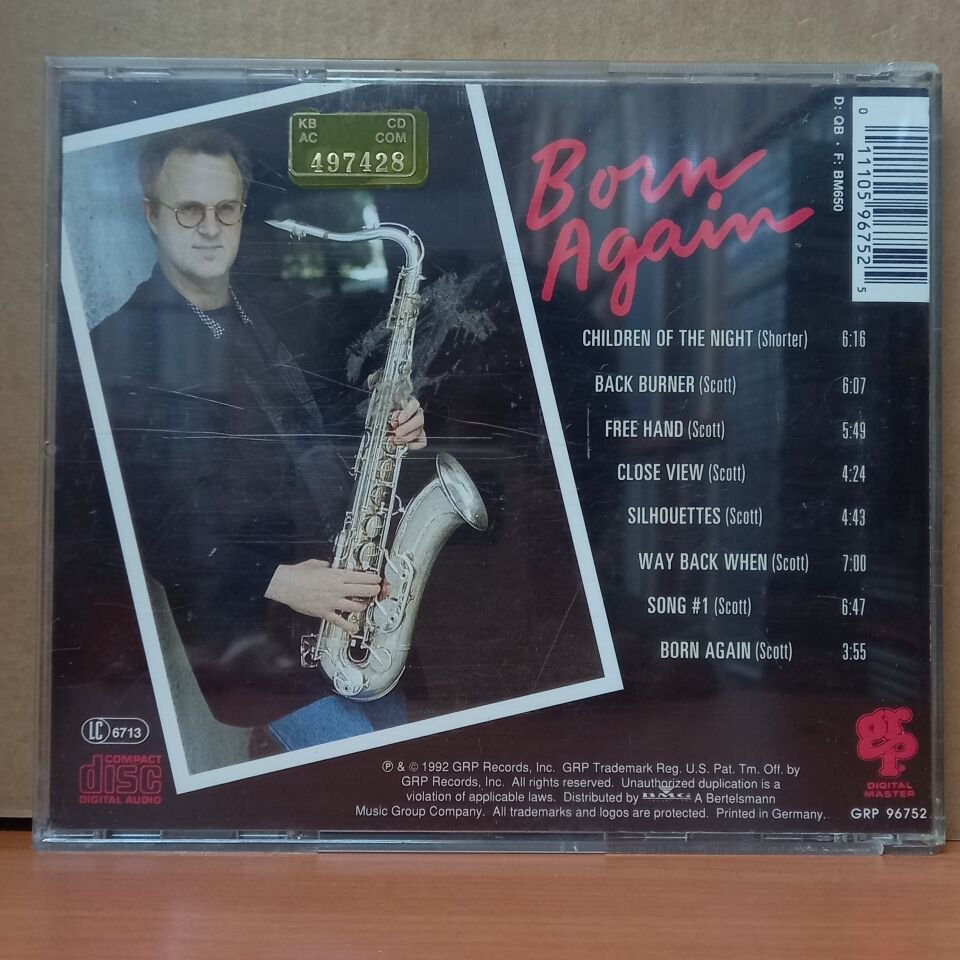 KB CD
AC COM
497428
Born
Again
D: QB · F: BM650
0 11105 96752 5
CHILDREN OF THE NIGHT (Shorter) 6:16
BACK BURNER (Scott) 6:07
FREE HAND (Scott) 5:49
CLOSE VIEW (Scott) 4:24
SILHOUETTES (Scott) 4:43
WAY BACK WHEN (Scott) 7:00
SONG #1 (Scott) 6:47
BORN AGAIN (Scott) 3:55
LC 6713
COMPACT
disc
DIGITAL AUDIO
℗ & © 1992 GRP Records, Inc. GRP Trademark Reg. U.S. Pat. Tm. Off. by
GRP Records, Inc. All rights reserved. Unauthorized duplication is a
violation of applicable laws. Distributed by BMG A Bertelsmann
Music Group Company. All trademarks and logos are protected. Printed in Germany.
grp
DIGITAL
MASTER
GRP 96752